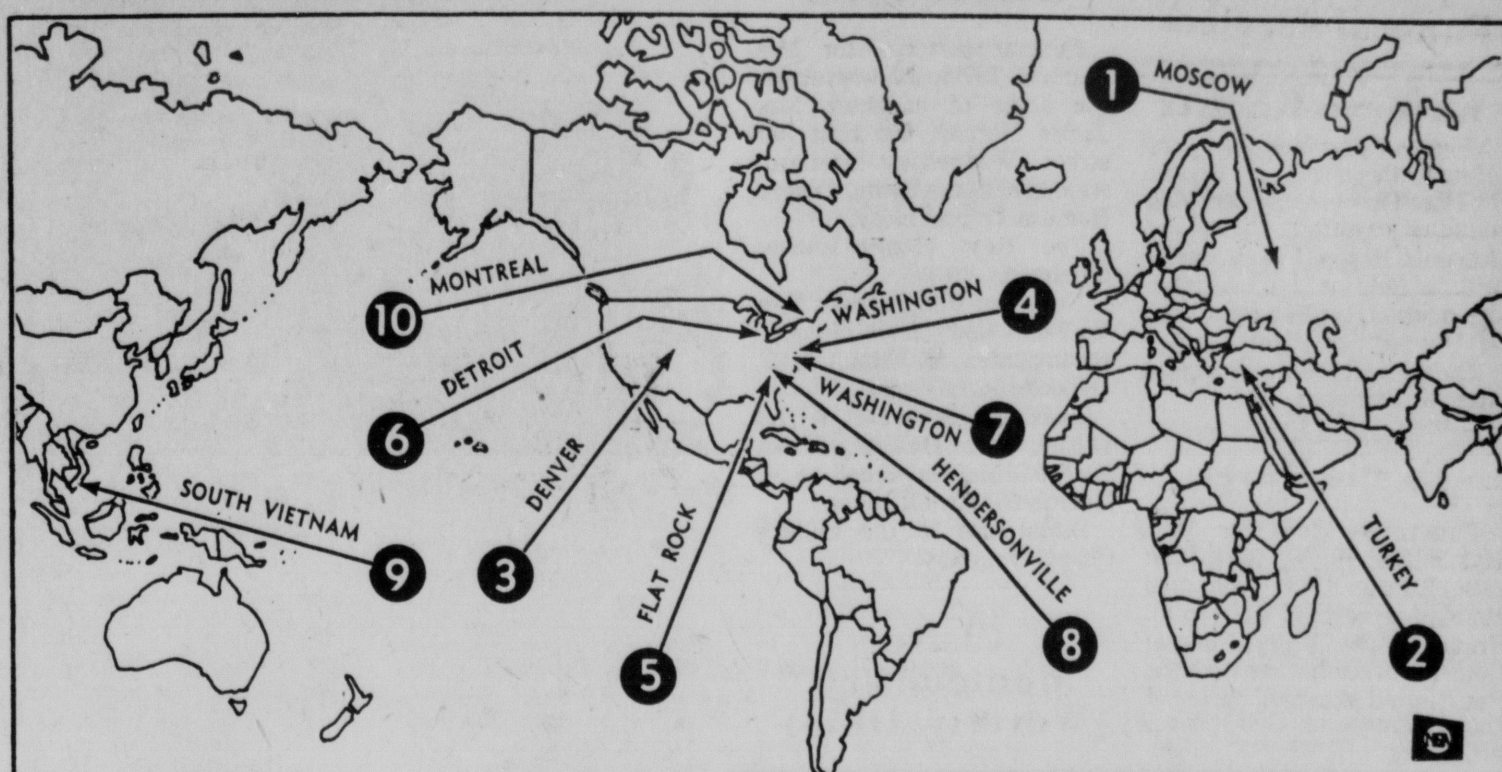 1 MOSCOW
MONTREAL
10
WASHINGTON 4
DETROIT
6
WASHINGTON 7
SOUTH VIETNAM
9
DENVER
3
FLAT ROCK
5
HENDERSONVILLE
8
TURKEY
2
NEA